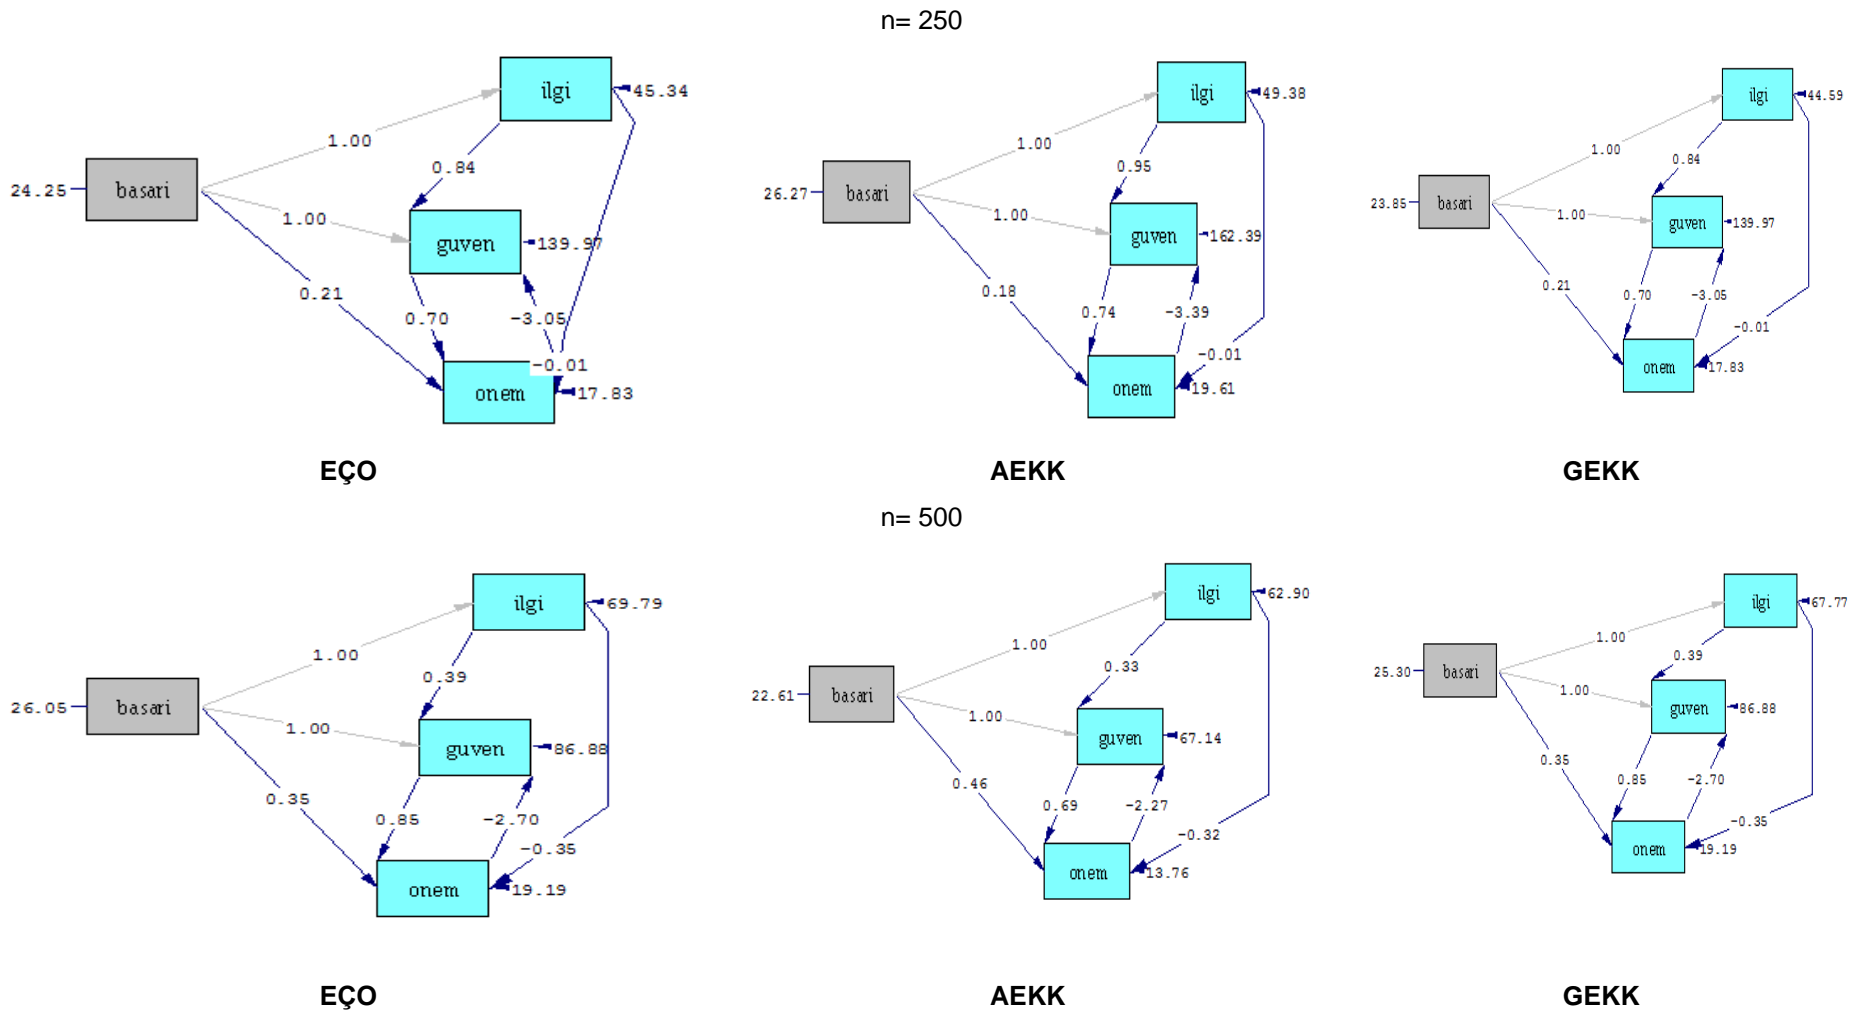 n= 250
ilgi
45.34
1.00
0.84
24.25
basari
1.00
guven
139.97
0.21
0.70
-3.05
-0.01
onem
17.83
EÇO
ilgi
49.38
1.00
0.95
26.27
basari
1.00
guven
162.39
0.18
0.74
-3.39
-0.01
onem
19.61
AEKK
ilgi
44.59
1.00
0.84
23.85
basari
1.00
guven
139.97
0.21
0.70
-3.05
-0.01
onem
17.83
GEKK
n= 500
ilgi
69.79
1.00
0.39
26.05
basari
1.00
guven
86.88
0.35
0.85
-2.70
-0.35
onem
19.19
EÇO
ilgi
62.90
1.00
0.33
22.61
basari
1.00
guven
67.14
0.46
0.69
-2.27
-0.32
onem
13.76
AEKK
ilgi
67.77
1.00
0.39
25.30
basari
1.00
guven
86.88
0.35
0.85
-2.70
-0.35
onem
19.19
GEKK